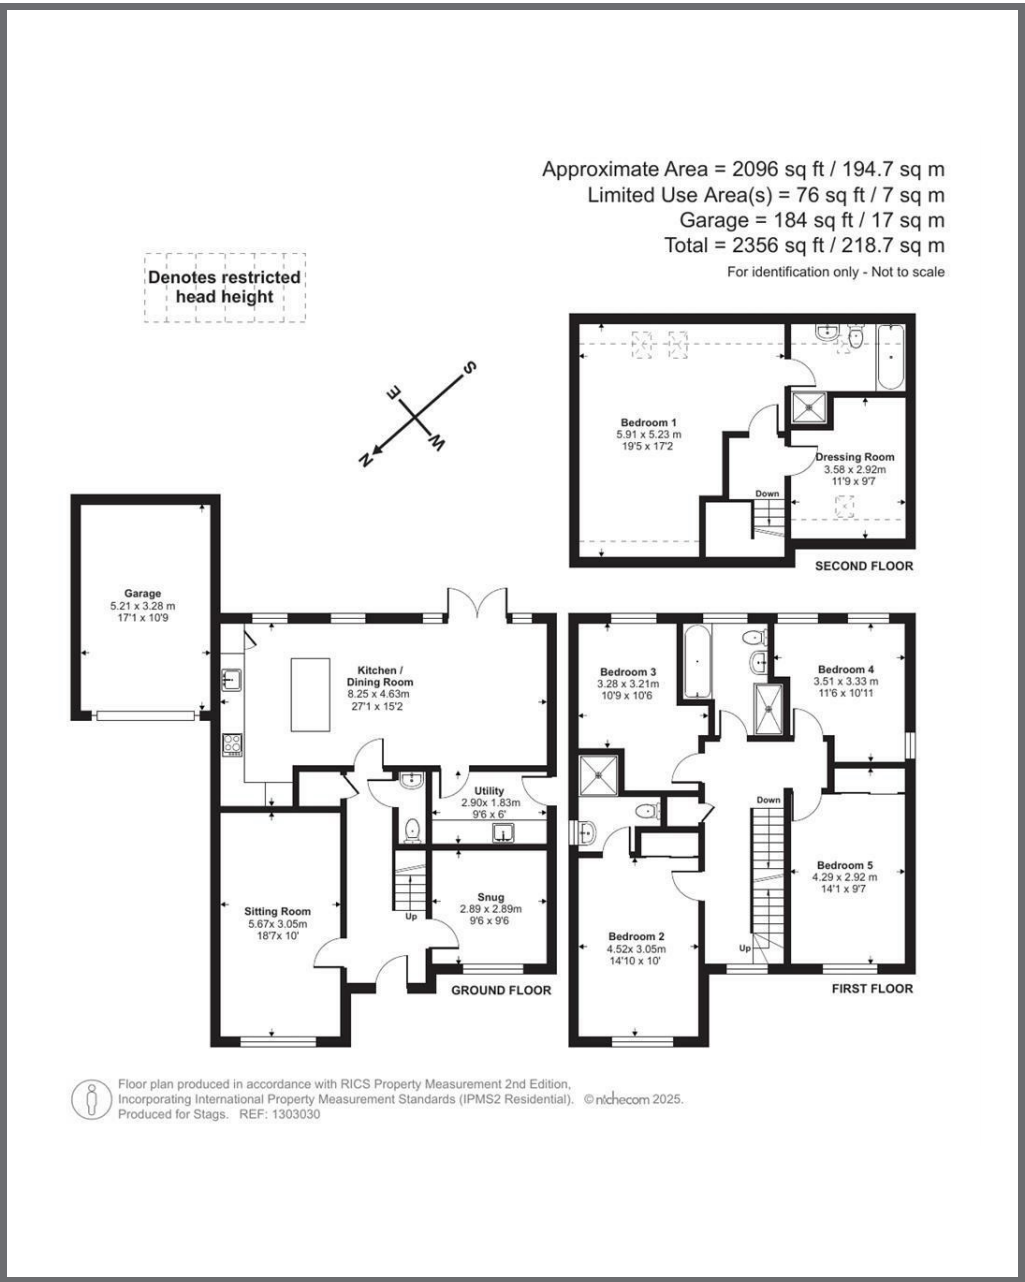 Approximate Area = 2096 sq ft / 194.7 sq m
Limited Use Area(s) = 76 sq ft / 7 sq m
Garage = 184 sq ft / 17 sq m
Total = 2356 sq ft / 218.7 sq m
For identification only - Not to scale
Denotes restricted
head height
S
E
W
N
Bedroom 1
5.91 x 5.23 m
19'5 x 17'2
Down
Dressing Room
3.58 x 2.92m
11'9 x 9'7
SECOND FLOOR
Garage
5.21 x 3.28 m
17'1 x 10'9
Kitchen /
Dining Room
8.25 x 4.63m
27'1 x 15'2
Utility
2.90x 1.83m
9'6 x 6'
Sitting Room
5.67x 3.05m
18'7x 10'
Up
Snug
2.89 x 2.89m
9'6 x 9'6
GROUND FLOOR
Bedroom 3
3.28 x 3.21m
10'9 x 10'6
Bedroom 4
3.51 x 3.33 m
11'6 x 10'11
Down
Bedroom 5
4.29 x 2.92 m
14'1 x 9'7
Bedroom 2
4.52x 3.05m
14'10 x 10'
Up
FIRST FLOOR
Floor plan produced in accordance with RICS Property Measurement 2nd Edition,
Incorporating International Property Measurement Standards (IPMS2 Residential). © nichecom 2025.
Produced for Stags. REF: 1303030